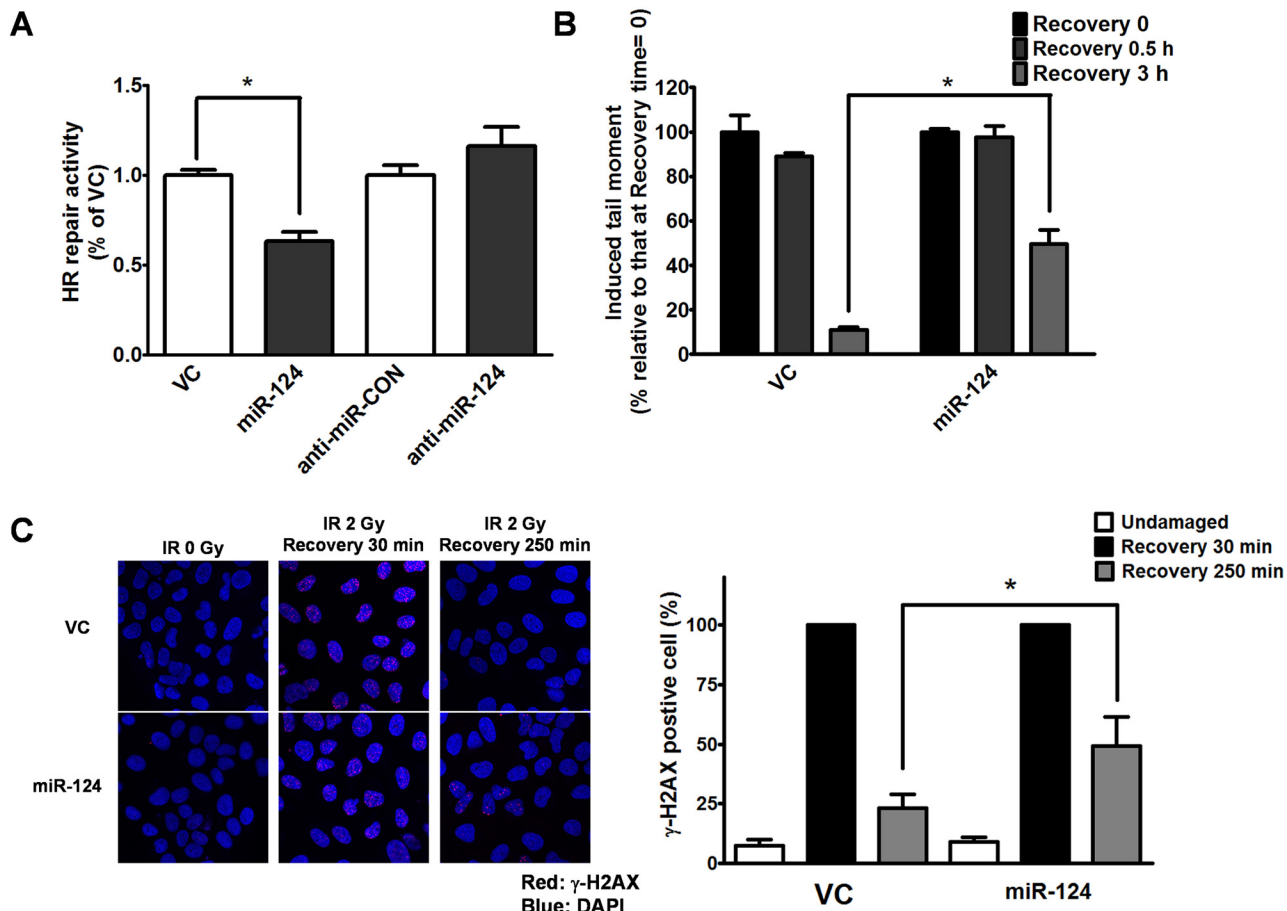 A
HR repair activity
(% of VC)
1.5
1.0
0.5
0.0
*
VC
miR-124
anti-miR-CON
anti-miR-124
B
Recovery 0
Recovery 0.5 h
Recovery 3 h
Induced tail moment
(% relative to that at Recovery time= 0)
120
100
80
60
40
20
0
*
VC
miR-124
C
IR 0 Gy
IR 2 Gy
Recovery 30 min
IR 2 Gy
Recovery 250 min
VC
miR-124
Red: γ-H2AX
Blue: DAPI
Undamaged
Recovery 30 min
Recovery 250 min
γ-H2AX postive cell (%)
100
75
50
25
0
*
VC
miR-124